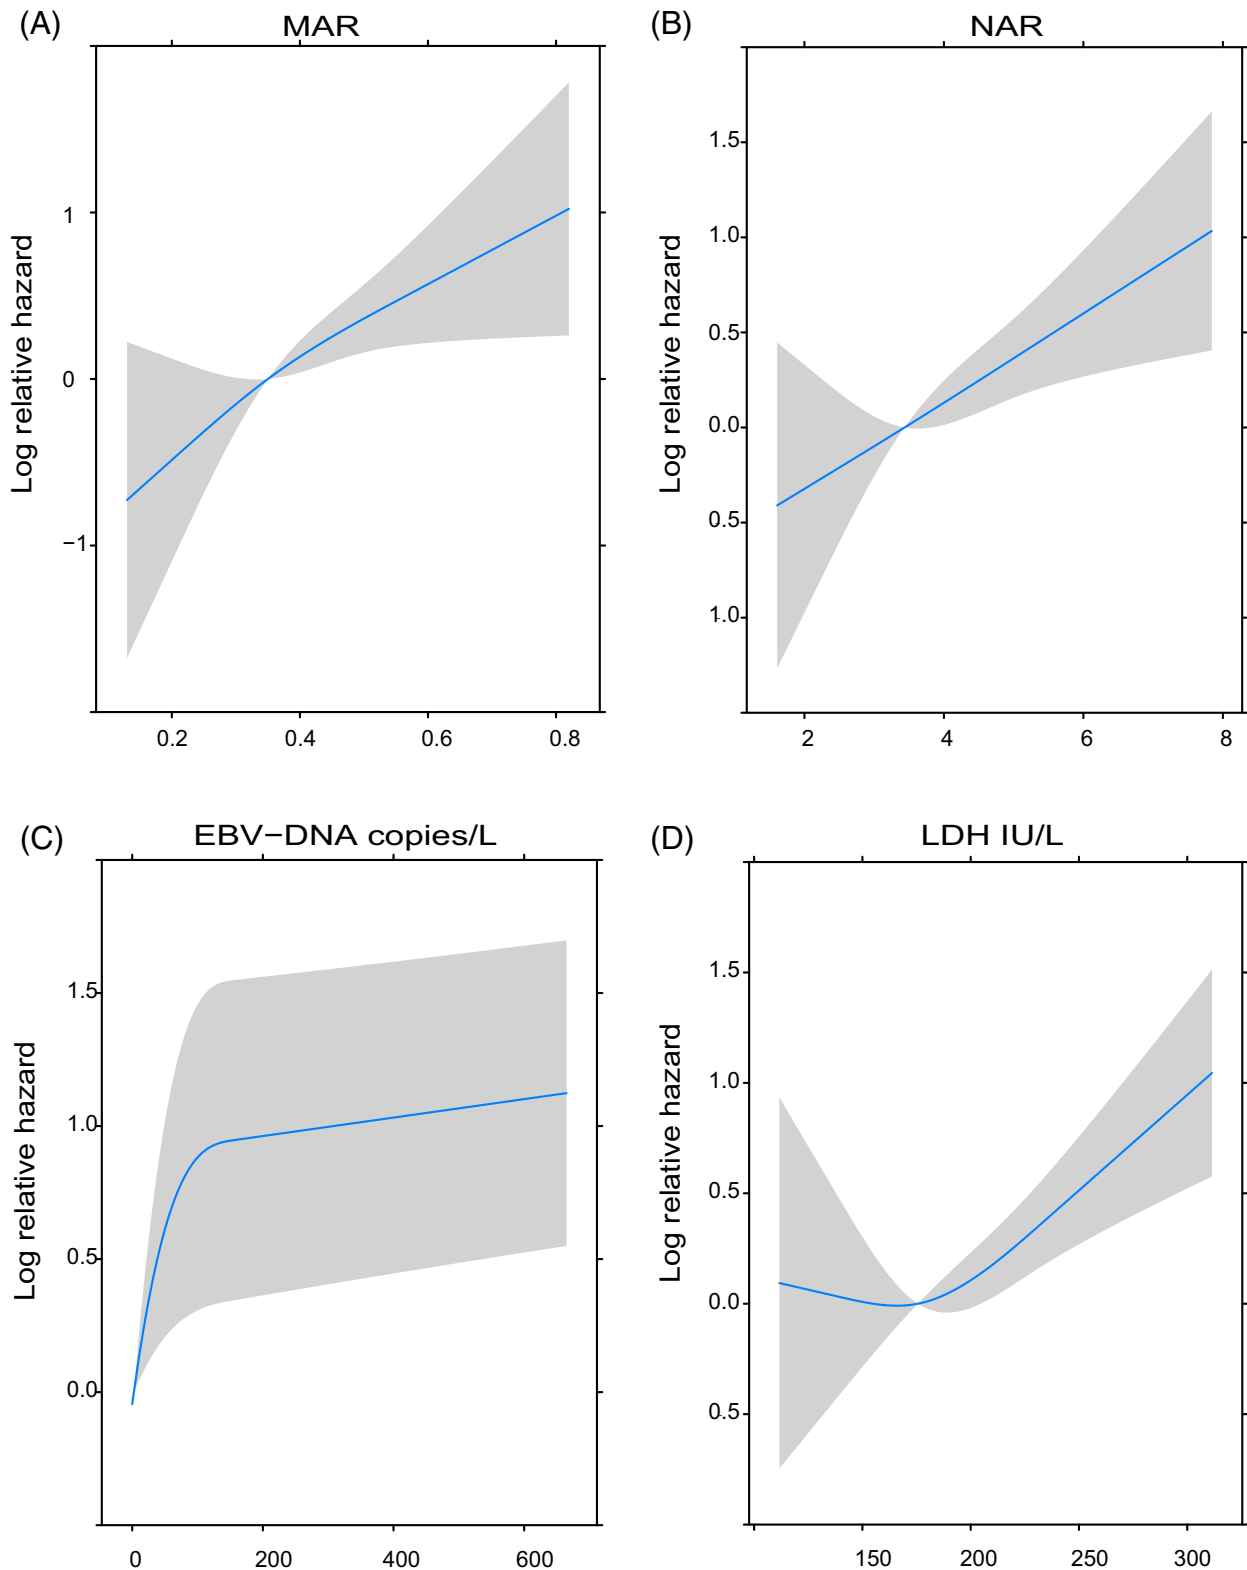 (A) MAR
Log relative hazard
1
0
−1
0.2 0.4 0.6 0.8
(B) NAR
Log relative hazard
1.5
1.0
0.5
0.0
0.5
1.0
2 4 6 8
(C) EBV−DNA copies/L
Log relative hazard
1.5
1.0
0.5
0.0
0 200 400 600
(D) LDH IU/L
Log relative hazard
1.5
1.0
0.5
0.0
0.5
150 200 250 300